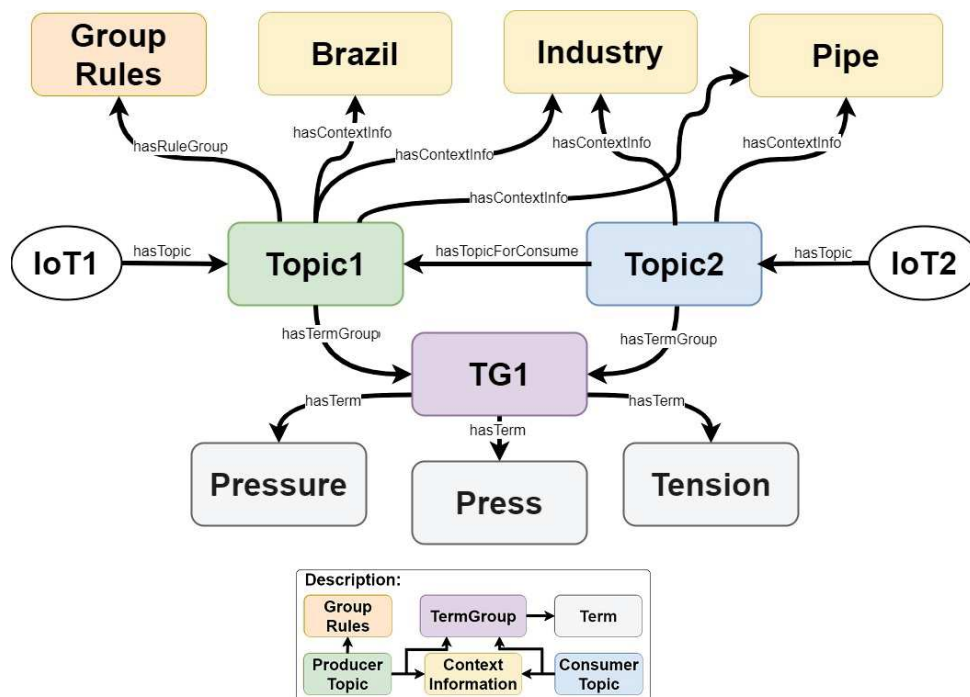 Group
Rules
Brazil
Industry
Pipe
hasContextInfo
hasRuleGroup
hasContextInfo
hasContextInfo
hasContextInfo
hasContextInfo
IoT1
hasTopic
Topic1
hasTopicForConsume
Topic2
hasTopic
IoT2
hasTermGroup
hasTermGroup
TG1
hasTerm
hasTerm
hasTerm
Pressure
Press
Tension
Description:
Group
Rules
TermGroup
Term
Producer
Topic
Context
Information
Consumer
Topic